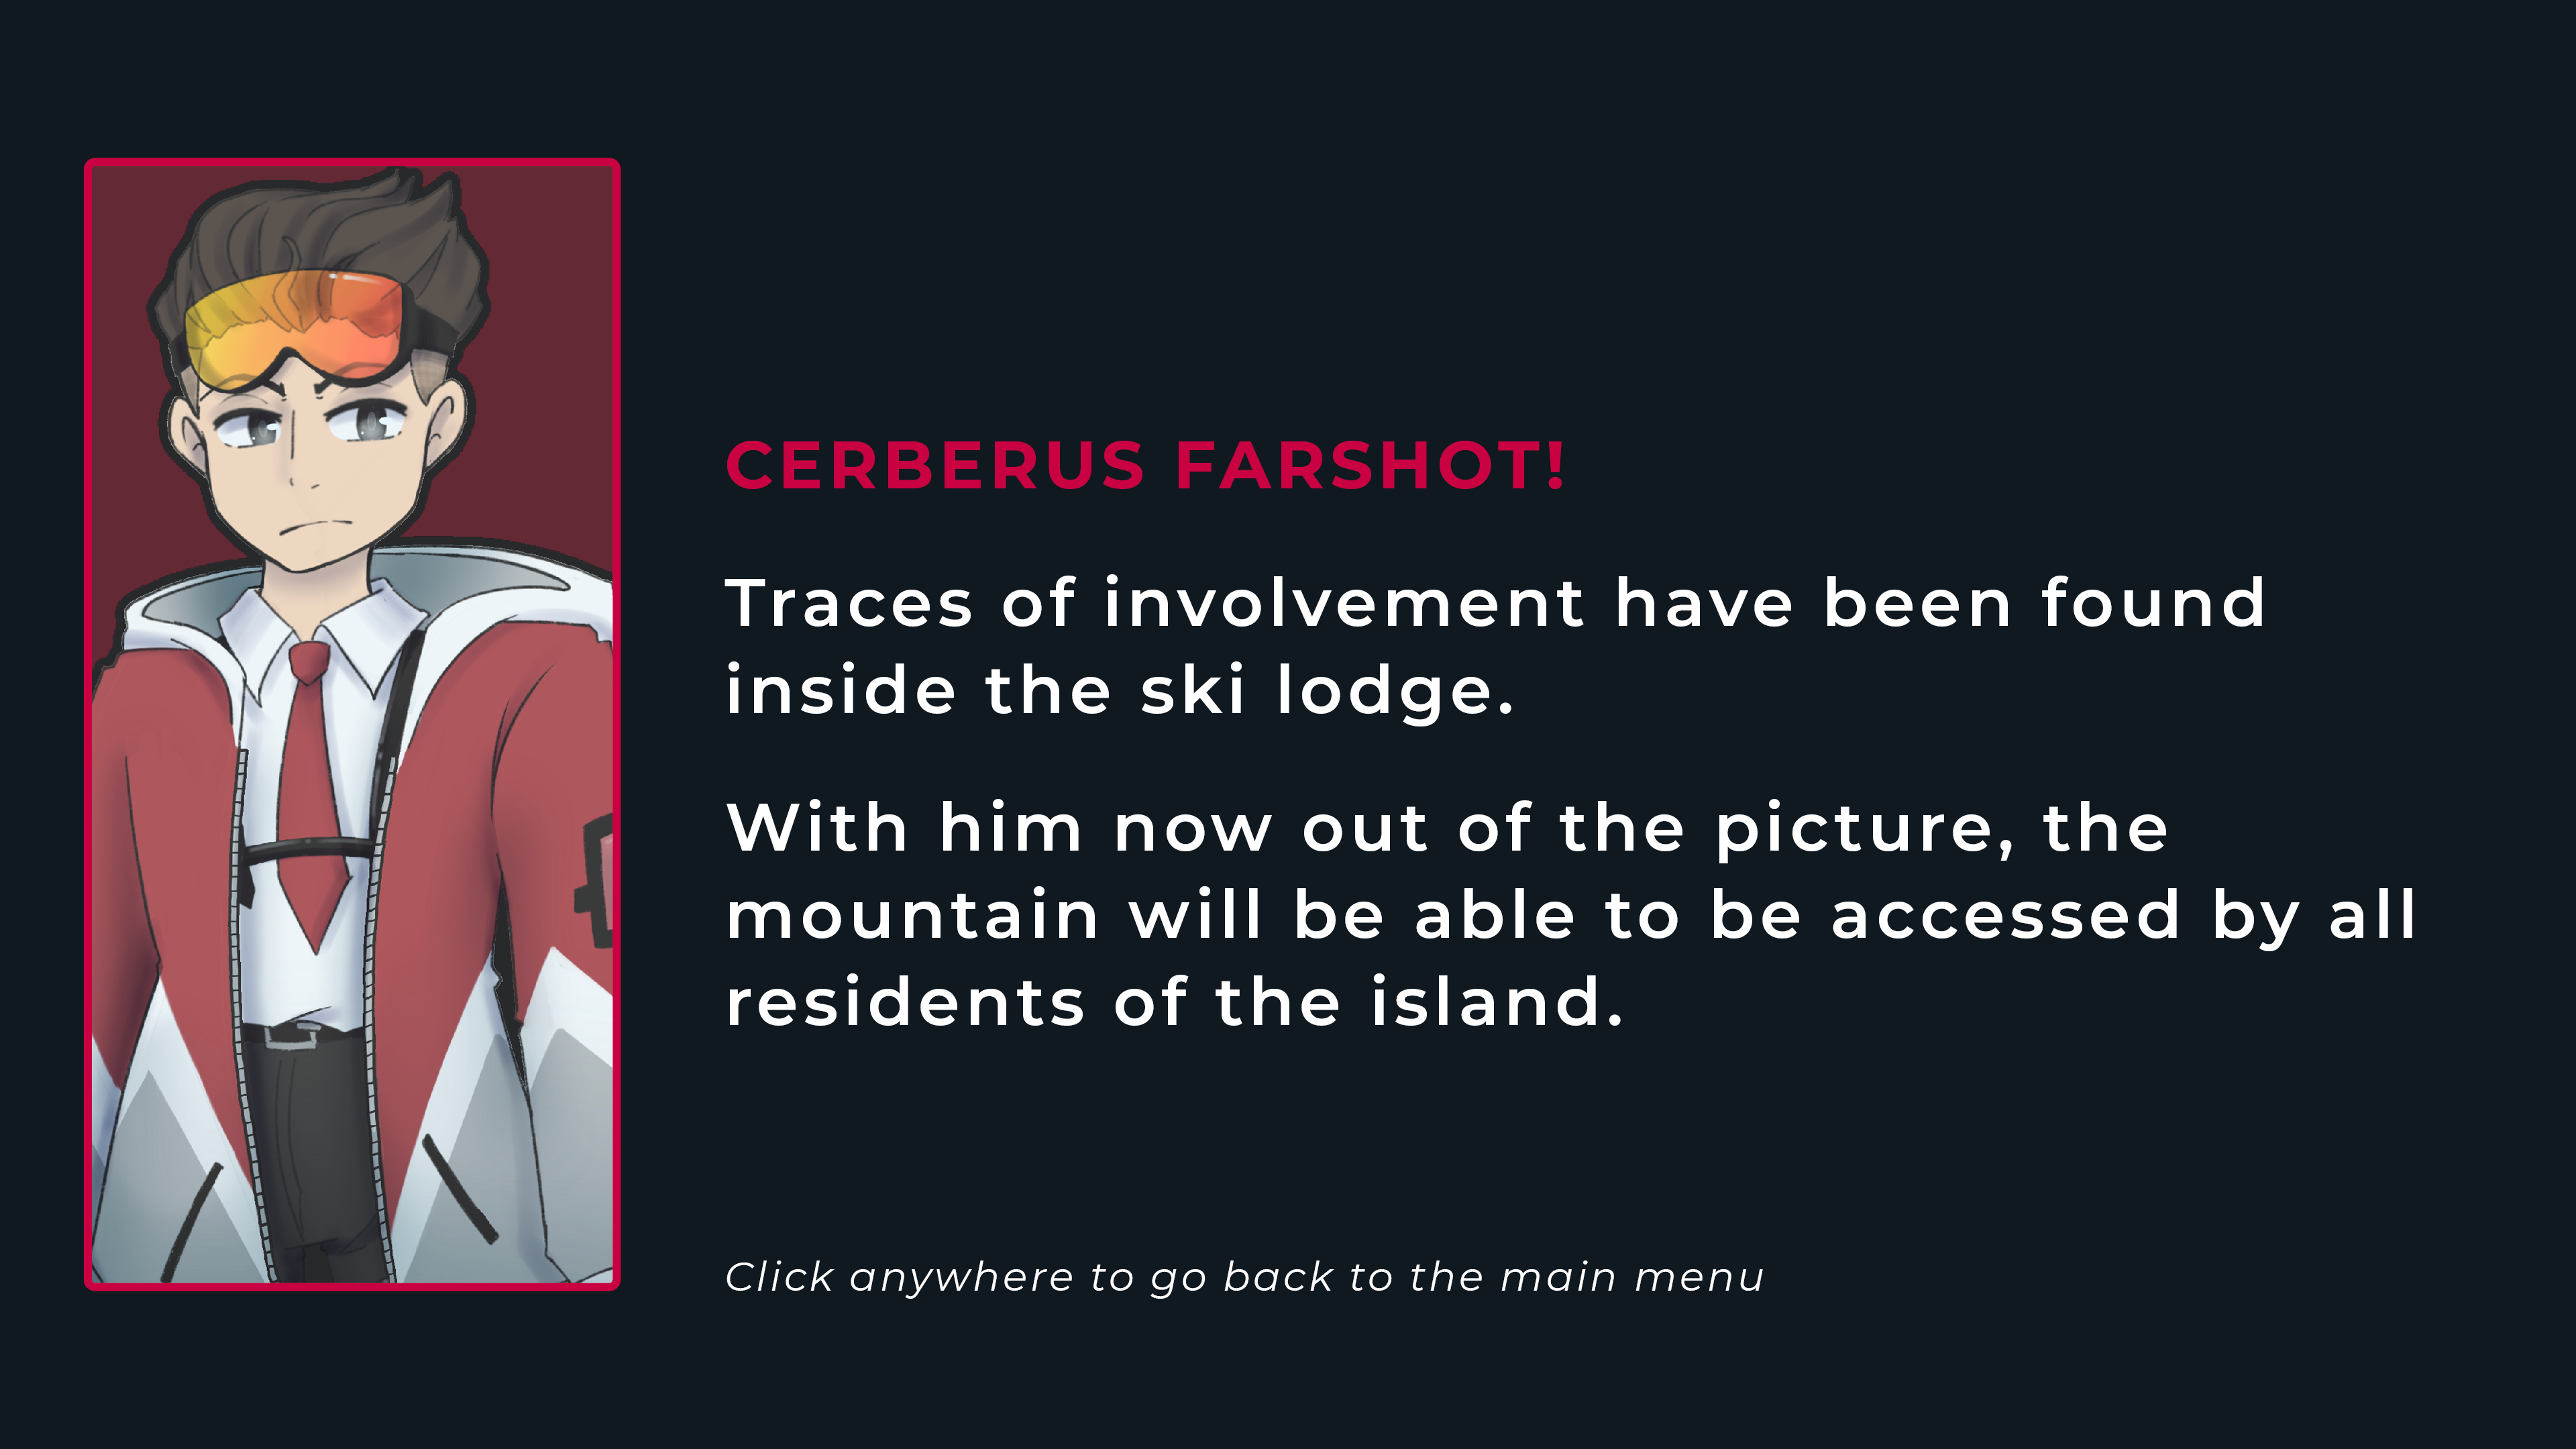 CERBERUS FARSHOT!
Traces of involvement have been found
inside the ski lodge.
With him now out of the picture, the
mountain will be able to be accessed by all
residents of the island.
Click anywhere to go back to the main menu